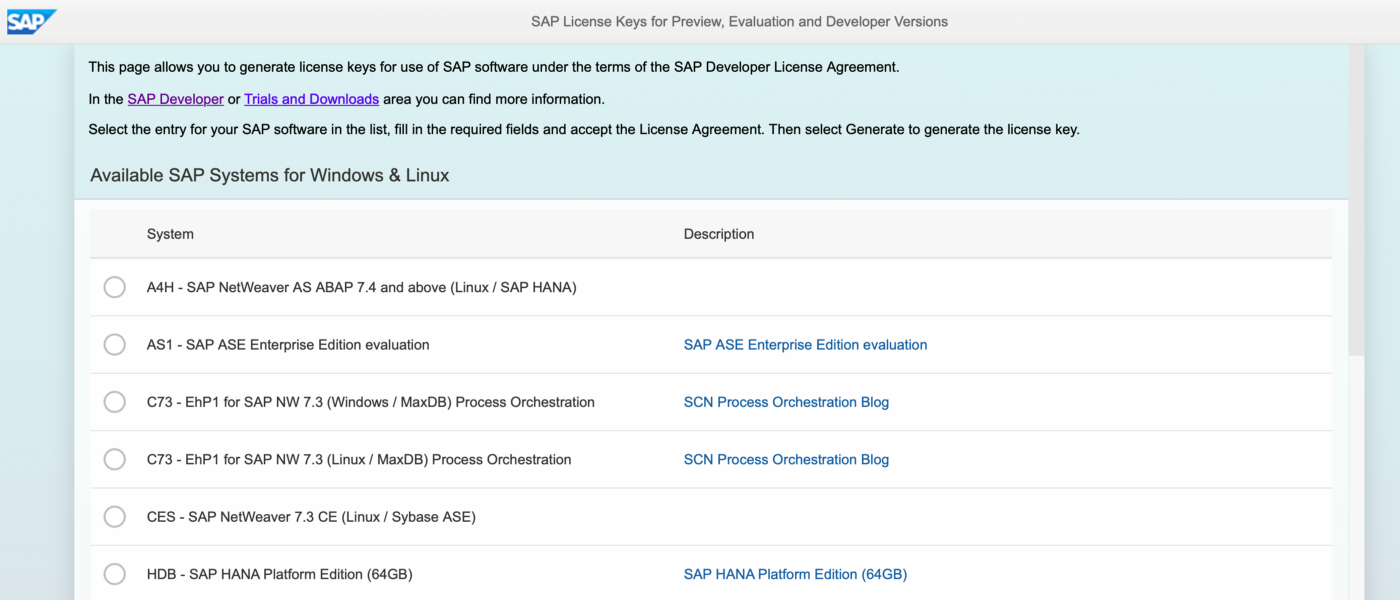 SAP
SAP License Keys for Preview, Evaluation and Developer Versions
This page allows you to generate license keys for use of SAP software under the terms of the SAP Developer License Agreement.
In the SAP Developer or Trials and Downloads area you can find more information.
Select the entry for your SAP software in the list, fill in the required fields and accept the License Agreement. Then select Generate to generate the license key.
Available SAP Systems for Windows & Linux
System Description
A4H - SAP NetWeaver AS ABAP 7.4 and above (Linux / SAP HANA)
AS1 - SAP ASE Enterprise Edition evaluation SAP ASE Enterprise Edition evaluation
C73 - EhP1 for SAP NW 7.3 (Windows / MaxDB) Process Orchestration SCN Process Orchestration Blog
C73 - EhP1 for SAP NW 7.3 (Linux / MaxDB) Process Orchestration SCN Process Orchestration Blog
CES - SAP NetWeaver 7.3 CE (Linux / Sybase ASE)
HDB - SAP HANA Platform Edition (64GB) SAP HANA Platform Edition (64GB)